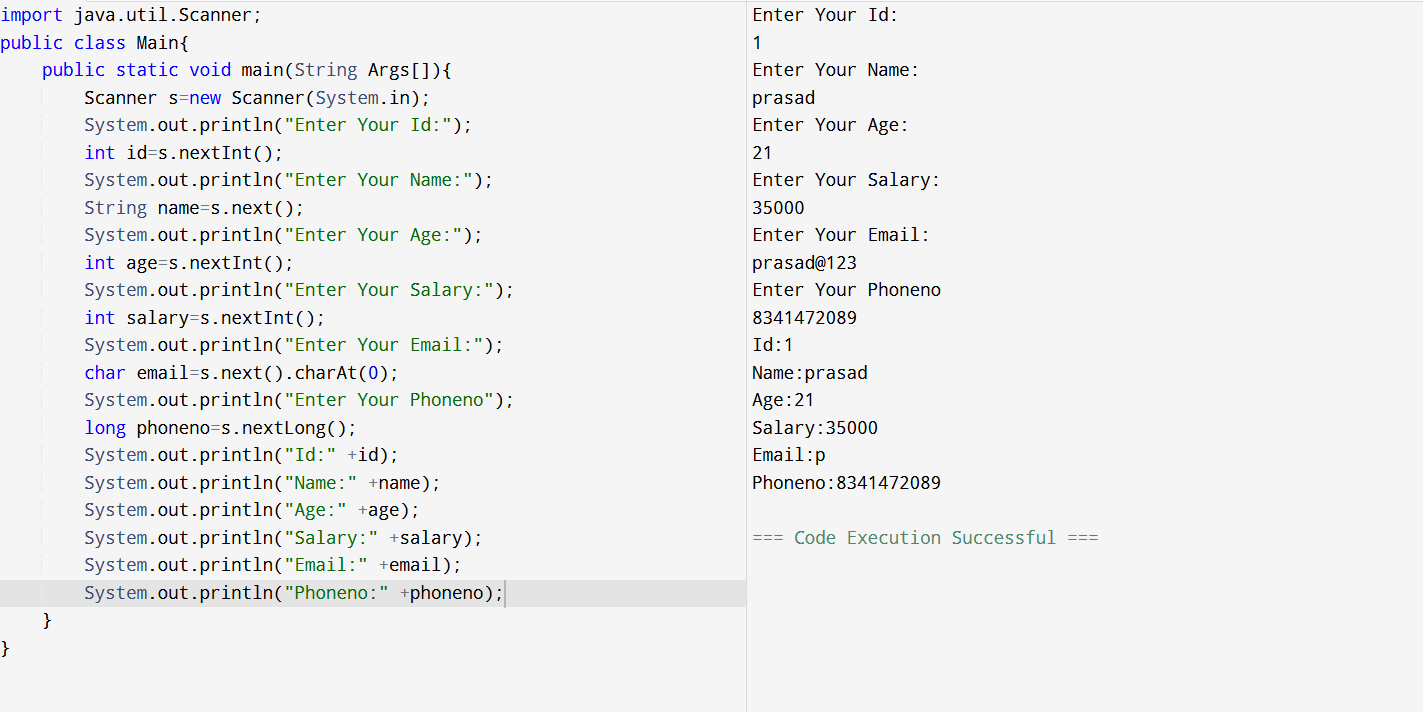 import java.util.Scanner;
public class Main{
    public static void main(String Args[]){
        Scanner s=new Scanner(System.in);
        System.out.println("Enter Your Id:");
        int id=s.nextInt();
        System.out.println("Enter Your Name:");
        String name=s.next();
        System.out.println("Enter Your Age:");
        int age=s.nextInt();
        System.out.println("Enter Your Salary:");
        int salary=s.nextInt();
        System.out.println("Enter Your Email:");
        char email=s.next().charAt(0);
        System.out.println("Enter Your Phoneno");
        long phoneno=s.nextLong();
        System.out.println("Id:" +id);
        System.out.println("Name:" +name);
        System.out.println("Age:" +age);
        System.out.println("Salary:" +salary);
        System.out.println("Email:" +email);
        System.out.println("Phoneno:" +phoneno);
    }
}
Enter Your Id:
1
Enter Your Name:
prasad
Enter Your Age:
21
Enter Your Salary:
35000
Enter Your Email:
prasad@123
Enter Your Phoneno
8341472089
Id:1
Name:prasad
Age:21
Salary:35000
Email:p
Phoneno:8341472089
=== Code Execution Successful ===